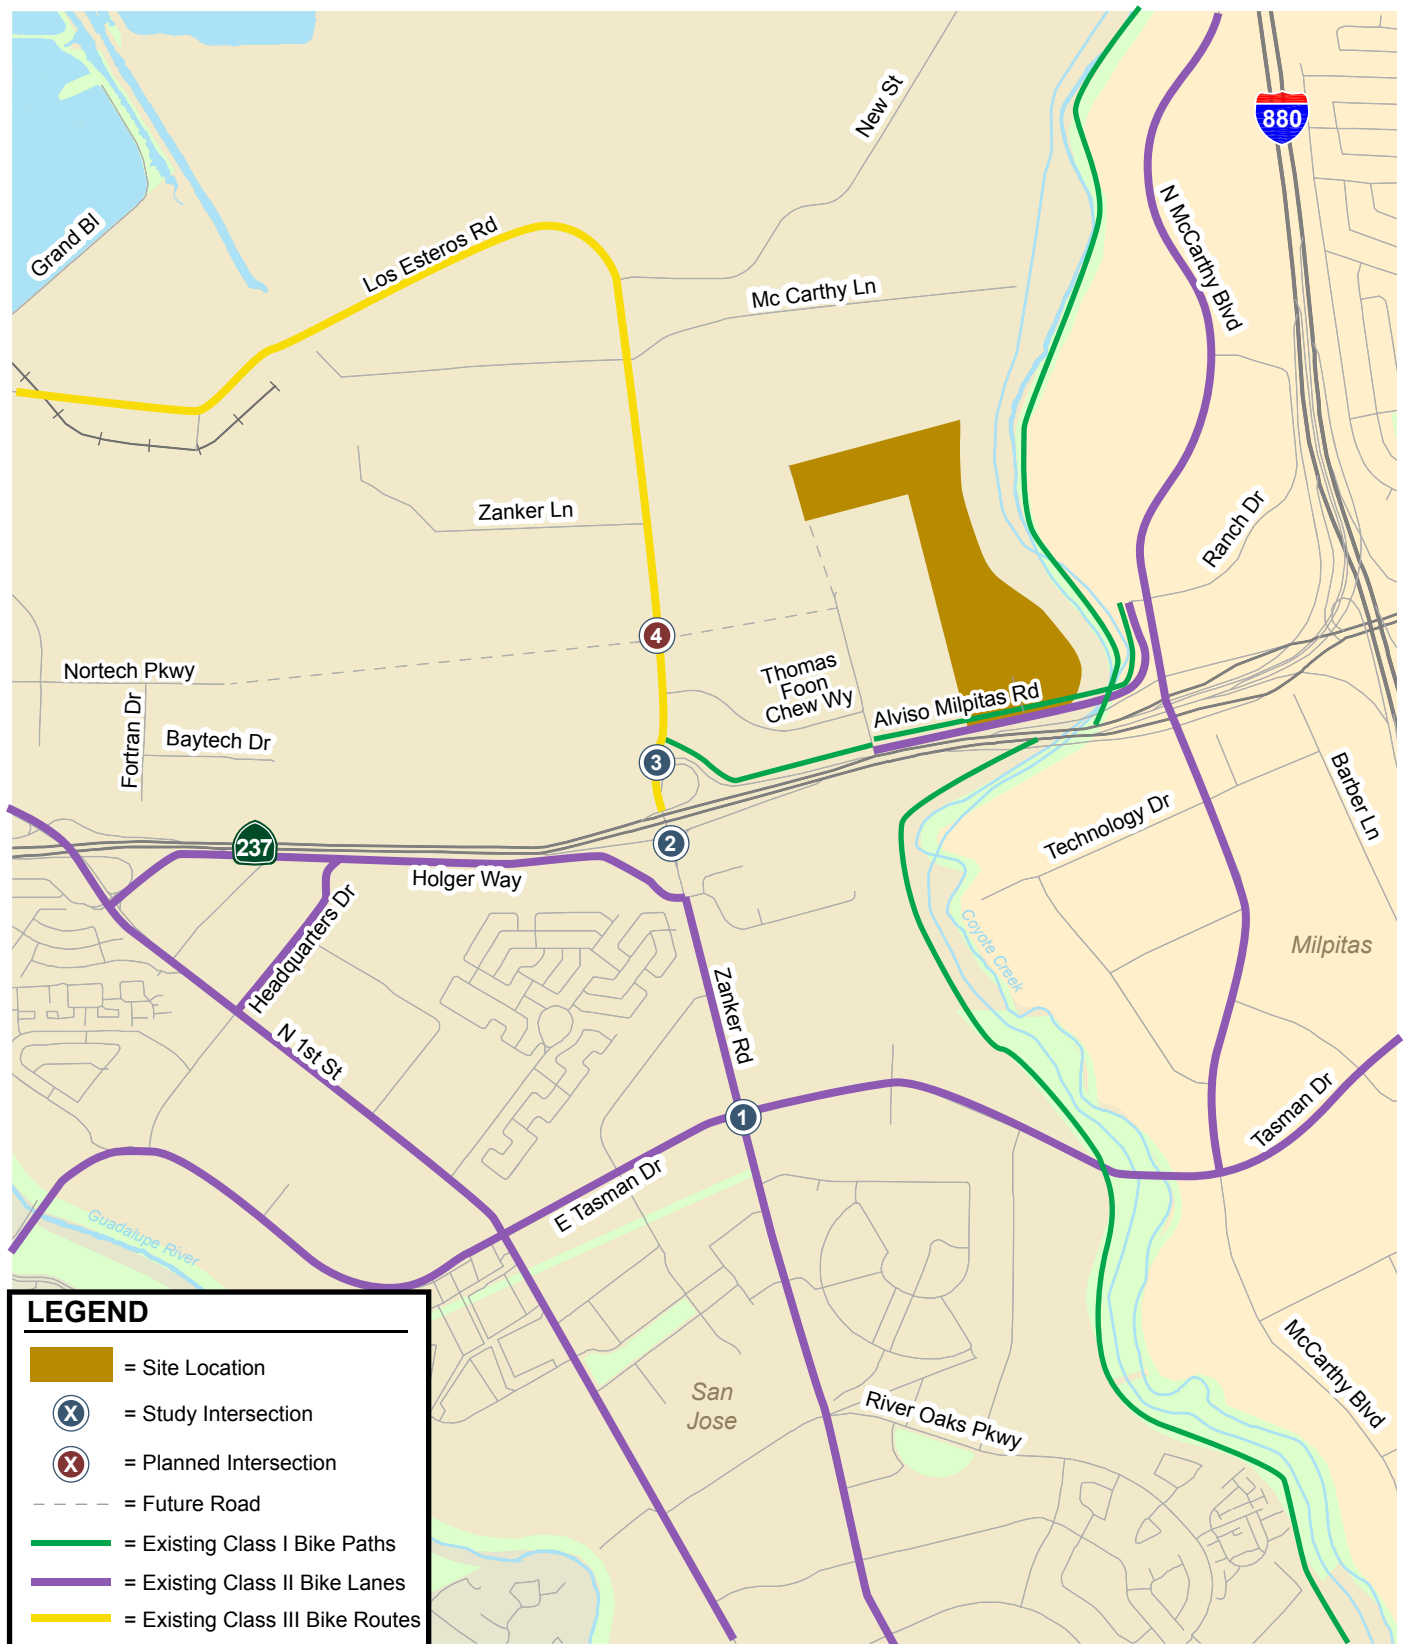 New St
880
N McCarthy Blvd
Grand Bl
Los Esteros Rd
Mc Carthy Ln
Ranch Dr
Zanker Ln
4
Nortech Pkwy
Thomas
Foon
Chew Wy
Alviso Milpitas Rd
Fortran Dr
Baytech Dr
3
Barber Ln
Technology Dr
2
237
Holger Way
Headquarters Dr
Coyote Creek
Milpitas
Zanker Rd
N 1st St
1
Tasman Dr
E Tasman Dr
Guadalupe River
San
Jose
River Oaks Pkwy
McCarthy Blvd
LEGEND
= Site Location
X = Study Intersection
X = Planned Intersection
= Future Road
= Existing Class I Bike Paths
= Existing Class II Bike Lanes
= Existing Class III Bike Routes